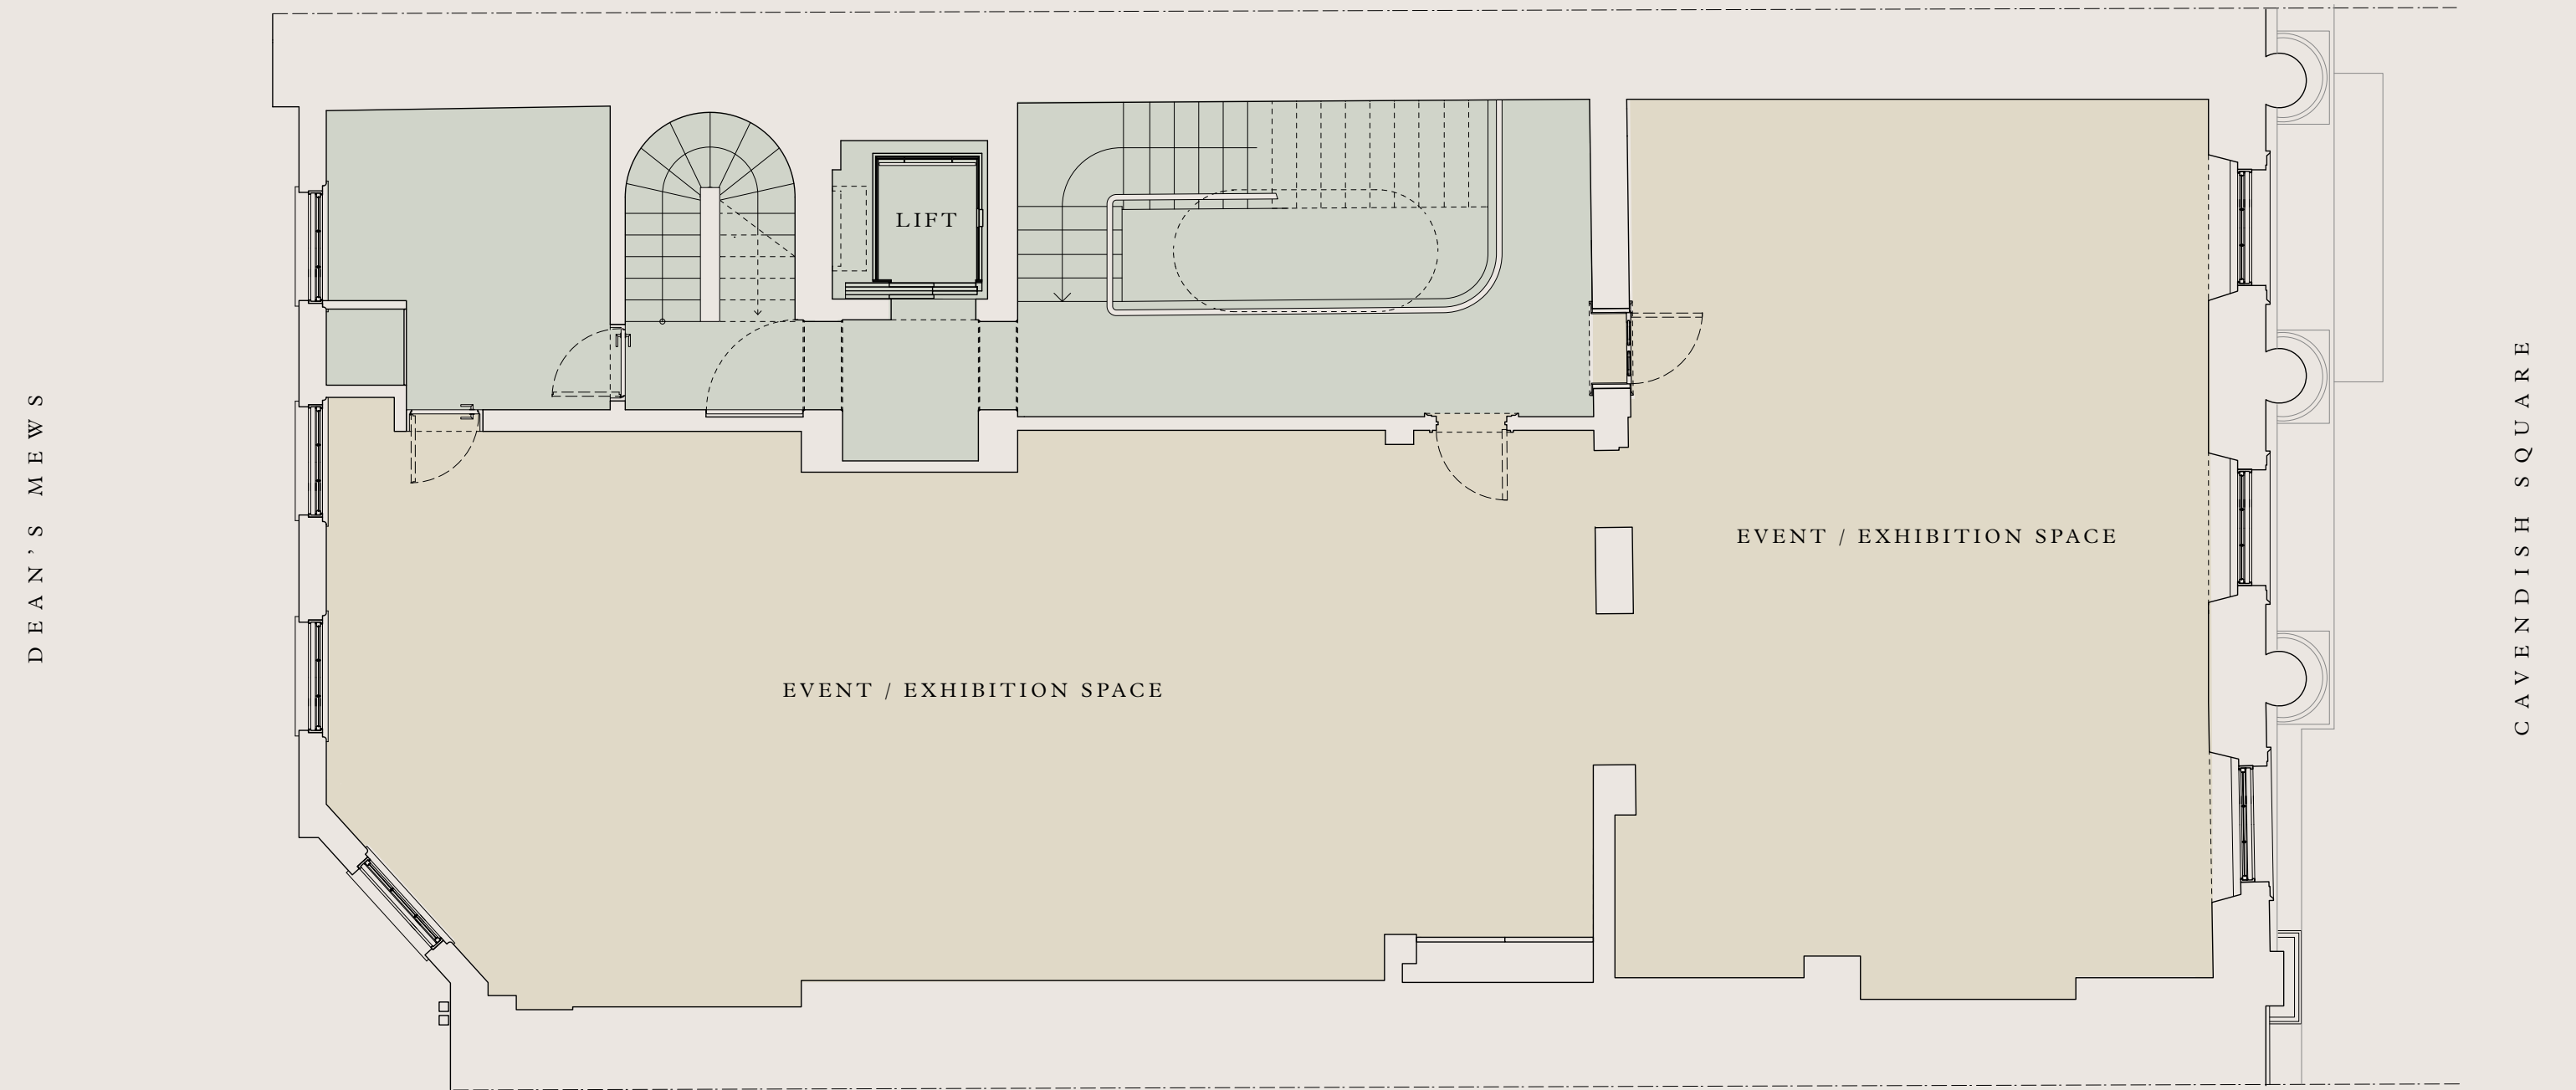 LIFT
EVENT / EXHIBITION SPACE
EVENT / EXHIBITION SPACE
DEAN'S MEWS
CAVENDISH SQUARE